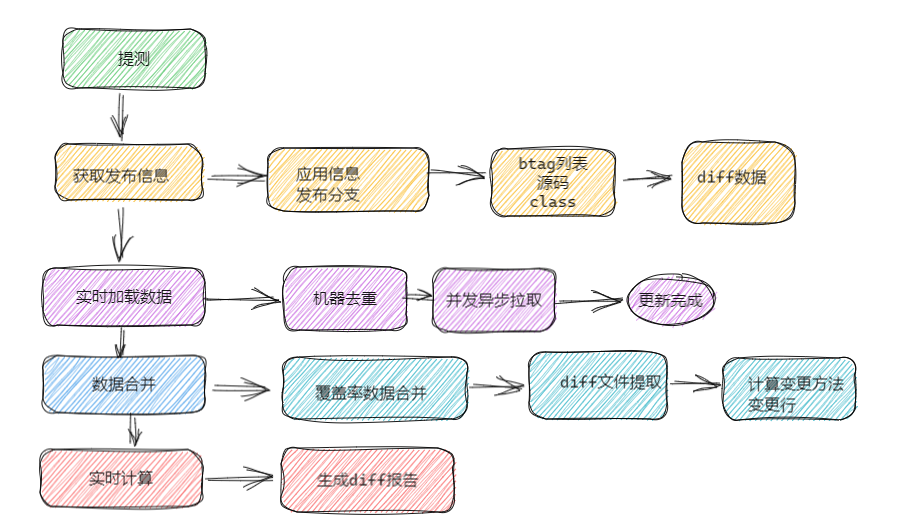 提测
获取发布信息
应用信息
发布分支
btag列表
源码
class
diff数据
实时加载数据
机器去重
并发异步拉取
更新完成
数据合并
覆盖率数据合并
diff文件提取
计算变更方法
变更行
实时计算
生成diff报告